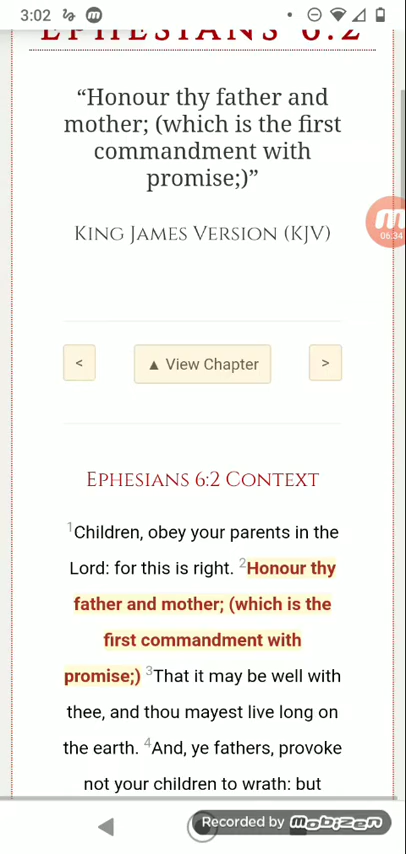 3:02
EPHESIANS 6:2
“Honour thy father and
mother; (which is the first
commandment with
promise;)”
King James Version (KJV)
06:34
<
▲ View Chapter
>
Ephesians 6:2 Context
1Children, obey your parents in the
Lord: for this is right. 2Honour thy
father and mother; (which is the
first commandment with
promise;) 3That it may be well with
thee, and thou mayest live long on
the earth. 4And, ye fathers, provoke
not your children to wrath: but
Recorded by mobizen